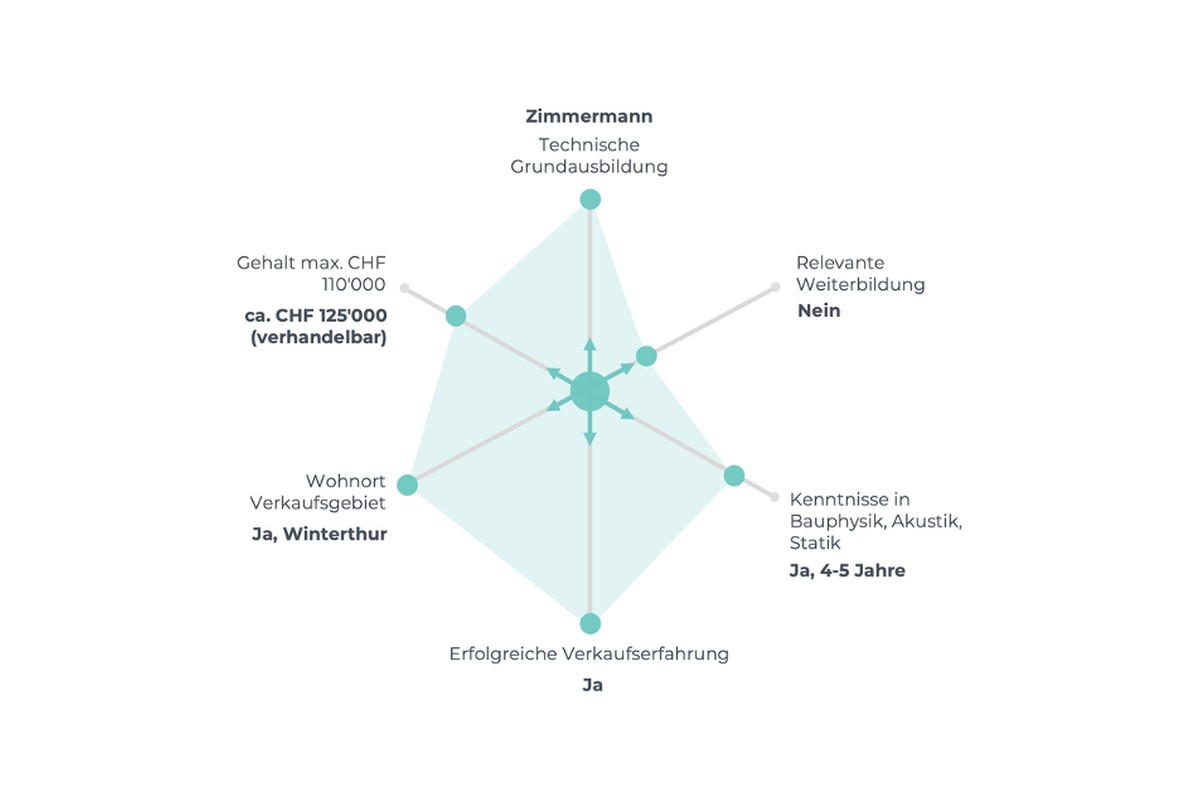 Zimmermann
Technische
Grundausbildung
Gehalt max. CHF
110'000
ca. CHF 125'000
(verhandelbar)
Relevante
Weiterbildung
Nein
Wohnort
Verkaufsgebiet
Ja, Winterthur
Kenntnisse in
Bauphysik, Akustik,
Statik
Ja, 4-5 Jahre
Erfolgreiche Verkaufserfahrung
Ja